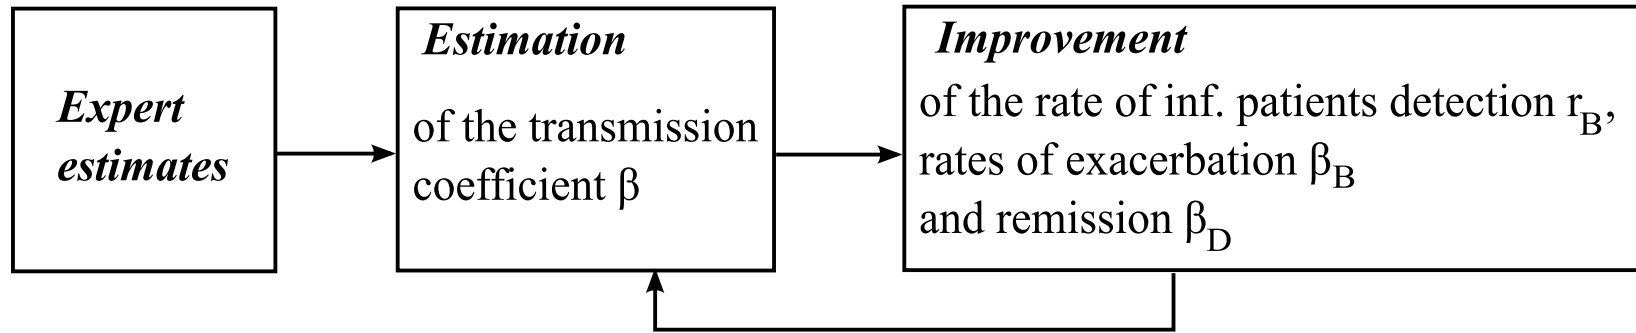 Expert
estimates
Estimation
of the transmission
coefficient β
Improvement
of the rate of inf. patients detection r_B,
rates of exacerbation β_B
and remission β_D